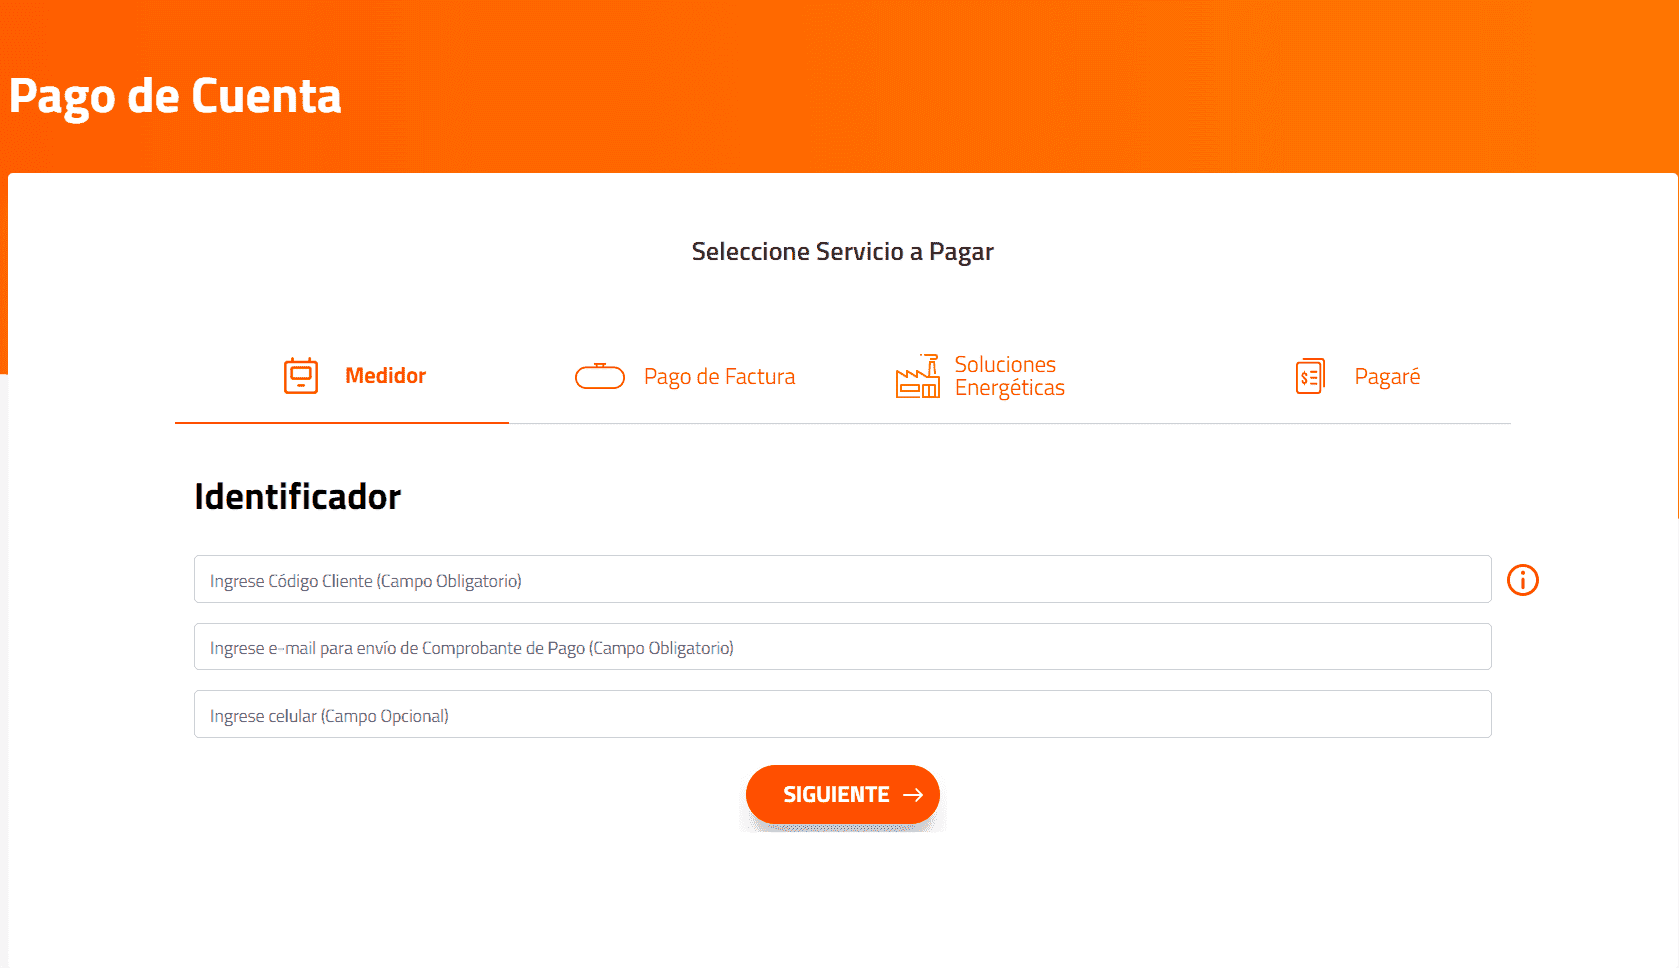 Pago de Cuenta
Seleccione Servicio a Pagar
Medidor
Pago de Factura
Soluciones
Energéticas
Pagaré
Identificador
Ingrese Código Cliente (Campo Obligatorio)
Ingrese e-mail para envío de Comprobante de Pago (Campo Obligatorio)
Ingrese celular (Campo Opcional)
SIGUIENTE